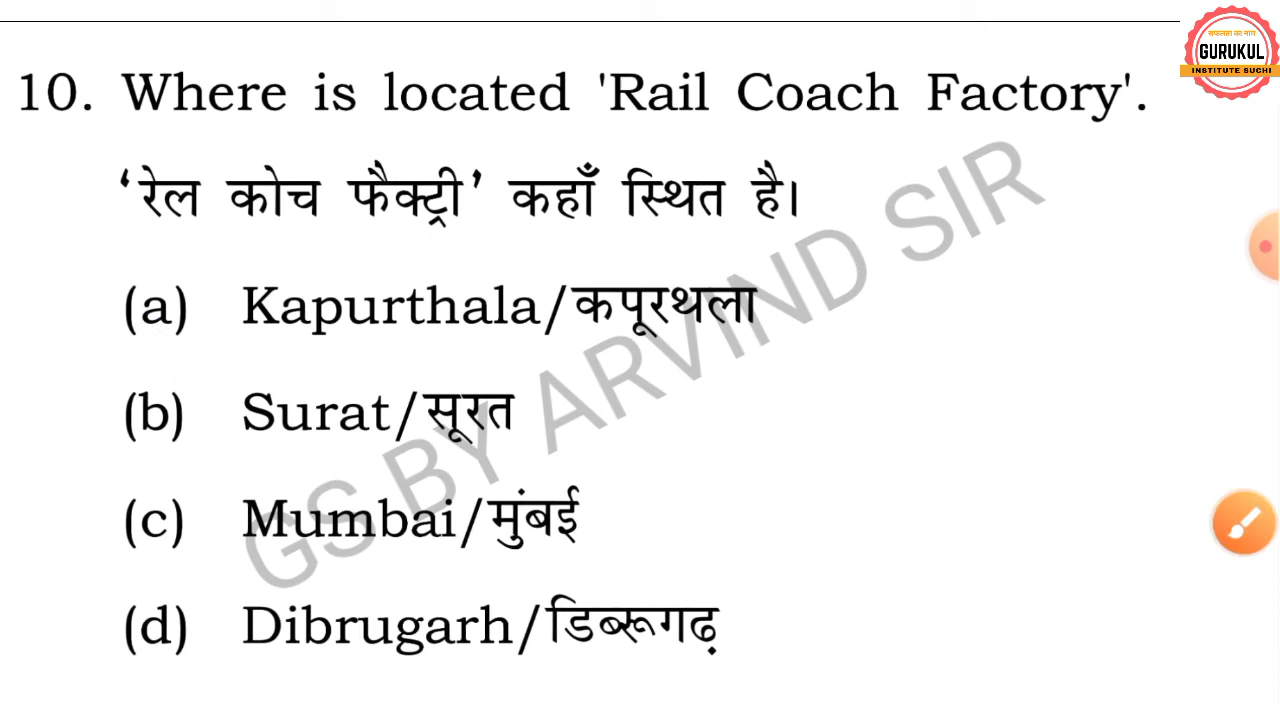 सफलता का मार्ग
GURUKUL
INSTITUTE SUCHI
10. Where is located 'Rail Coach Factory'.
‘रेल कोच फैक्ट्री’ कहाँ स्थित है।
(a) Kapurthala/कपूरथला
(b) Surat/सूरत
(c) Mumbai/मुंबई
(d) Dibrugarh/डिब्रूगढ़
GS BY ARVIND SIR